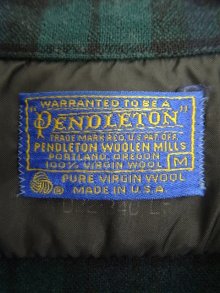 WARRANTED TO BE A
"PENDLETON"
TRADE MARK REG. U.S. PAT. OFF.
PENDLETON WOOLEN MILLS
PORTLAND, OREGON
100% VIRGIN WOOL
M
PURE VIRGIN WOOL
MADE IN U.S.A.